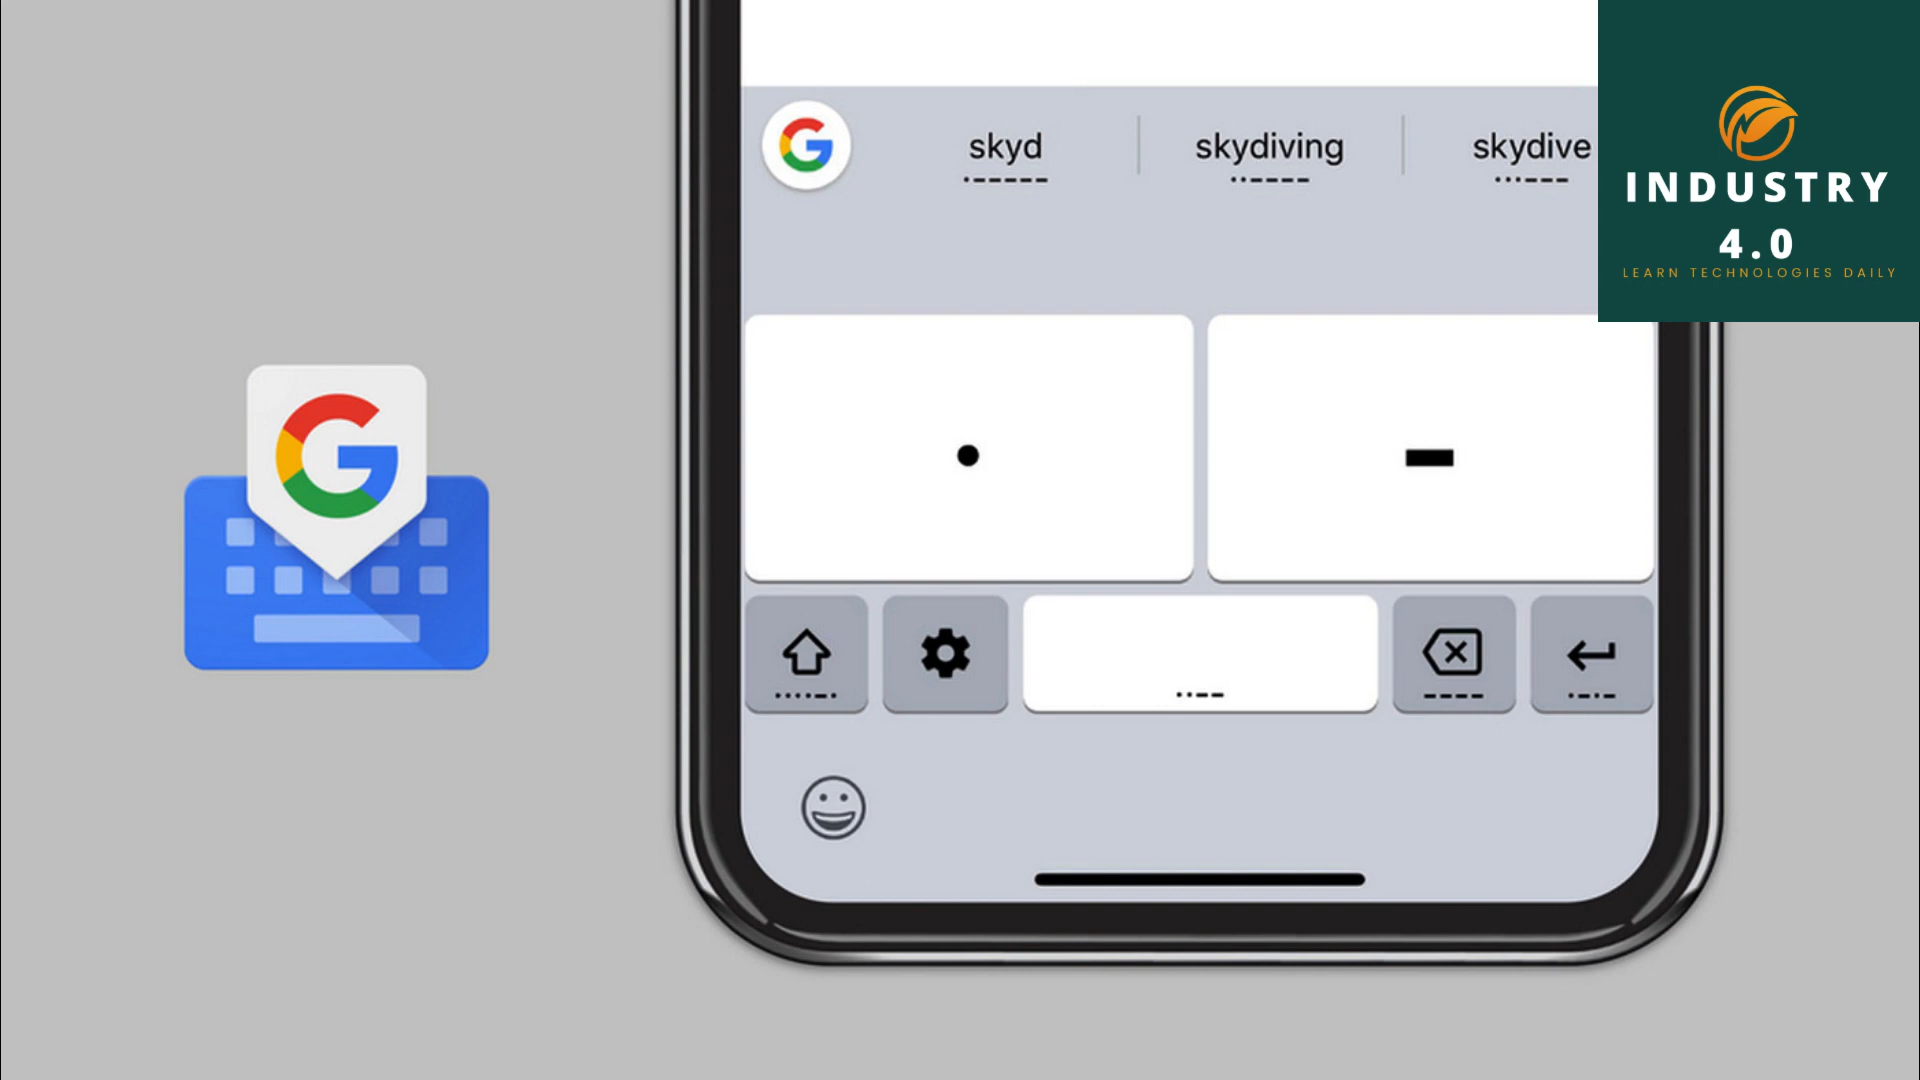 skyd
skydiving
skydive
·-----
··----
···---
INDUSTRY
4.0
LEARN TECHNOLOGIES DAILY
····-·
··--
----
·-·-